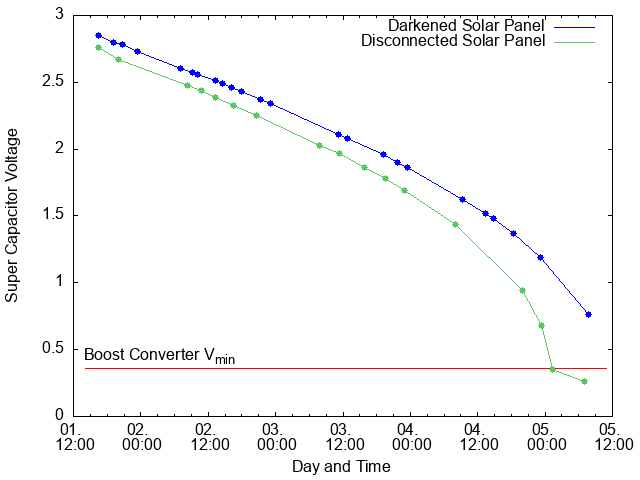 3
Darkened Solar Panel
Disconnected Solar Panel
2.5
2
1.5
1
0.5
0
Super Capacitor Voltage
Boost Converter Vmin
01. 02. 02. 03. 03. 04. 04. 05. 05.
12:00 00:00 12:00 00:00 12:00 00:00 12:00 00:00 12:00
Day and Time